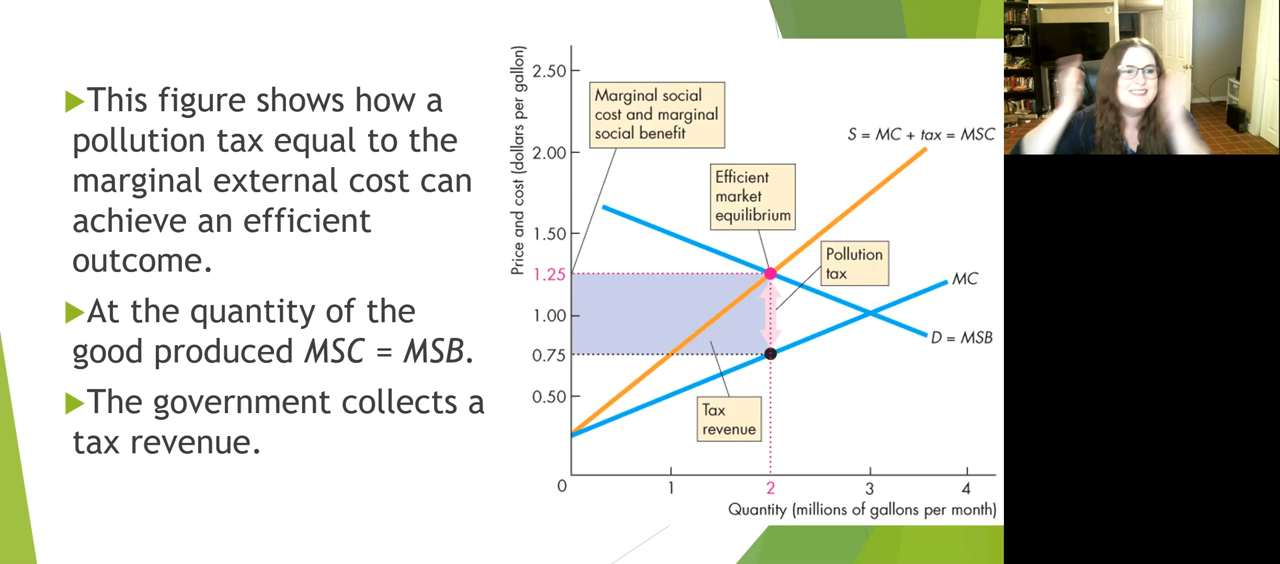 ▶This figure shows how a
pollution tax equal to the
marginal external cost can
achieve an efficient
outcome.
▶At the quantity of the
good produced MSC = MSB.
▶The government collects a
tax revenue.
Price and cost (dollars per gallon)
2.50
2.00
1.50
1.25
1.00
0.75
0.50
0
1
2
3
4
Quantity (millions of gallons per month)
Marginal social
cost and marginal
social benefit
Efficient
market
equilibrium
S = MC + tax = MSC
Pollution
tax
MC
D = MSB
Tax
revenue